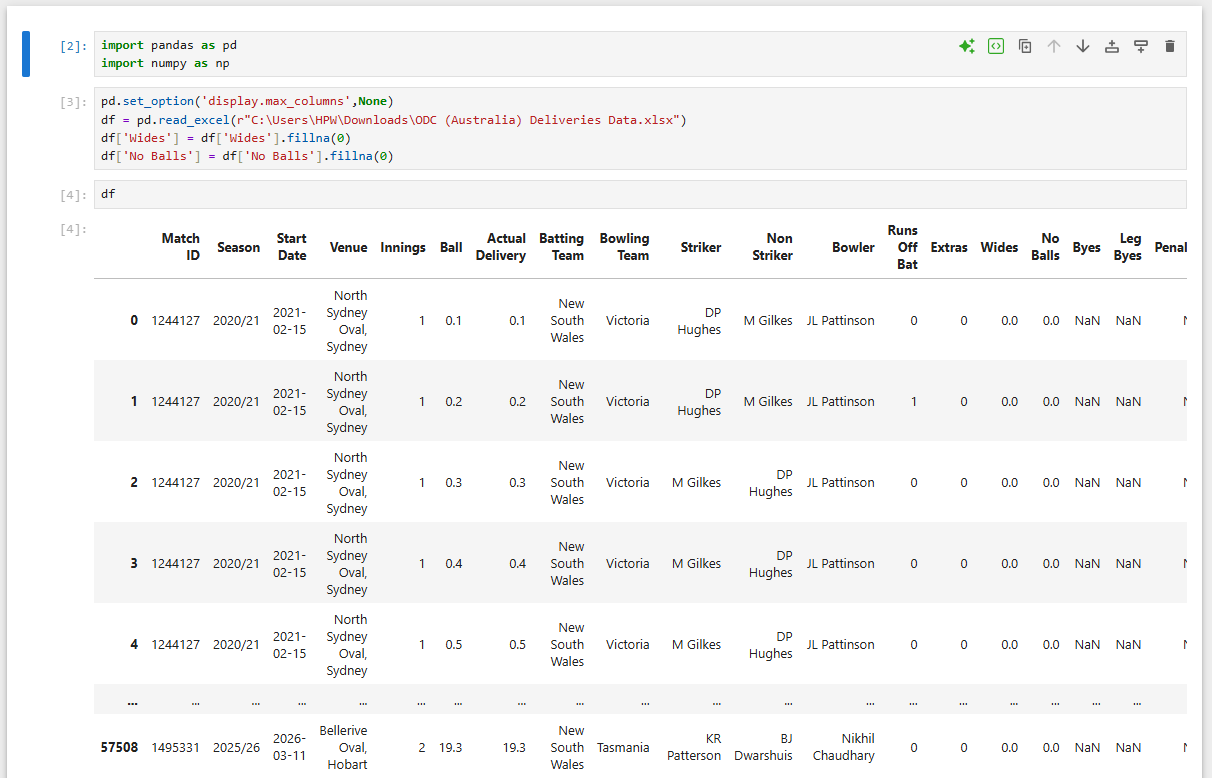 [2]: import pandas as pd
import numpy as np
[3]: pd.set_option('display.max_columns',None)
df = pd.read_excel(r"C:\Users\HPW\Downloads\ODC (Australia) Deliveries Data.xlsx")
df['Wides'] = df['Wides'].fillna(0)
df['No Balls'] = df['No Balls'].fillna(0)
[4]: df
[4]:
Match ID Season Start Date Venue Innings Ball Actual Delivery Batting Team Bowling Team Striker Non Striker Bowler Runs Off Bat Extras Wides No Balls Byes Leg Byes Penal
0 1244127 2020/21 2021-02-15 North Sydney Oval, Sydney 1 0.1 0.1 New South Wales Victoria DP Hughes M Gilkes JL Pattinson 0 0 0.0 0.0 NaN NaN
1 1244127 2020/21 2021-02-15 North Sydney Oval, Sydney 1 0.2 0.2 New South Wales Victoria DP Hughes M Gilkes JL Pattinson 1 0 0.0 0.0 NaN NaN
2 1244127 2020/21 2021-02-15 North Sydney Oval, Sydney 1 0.3 0.3 New South Wales Victoria M Gilkes DP Hughes JL Pattinson 0 0 0.0 0.0 NaN NaN
3 1244127 2020/21 2021-02-15 North Sydney Oval, Sydney 1 0.4 0.4 New South Wales Victoria M Gilkes DP Hughes JL Pattinson 0 0 0.0 0.0 NaN NaN
4 1244127 2020/21 2021-02-15 North Sydney Oval, Sydney 1 0.5 0.5 New South Wales Victoria M Gilkes DP Hughes JL Pattinson 0 0 0.0 0.0 NaN NaN
... ... ... ... ... ... ... ... ... ... ... ... ... ... ... ... ... ... ...
57508 1495331 2025/26 2026-03-11 Bellerive Oval, Hobart 2 19.3 19.3 New South Wales Tasmania KR Patterson BJ Dwarshuis Nikhil Chaudhary 0 0 0.0 0.0 NaN NaN